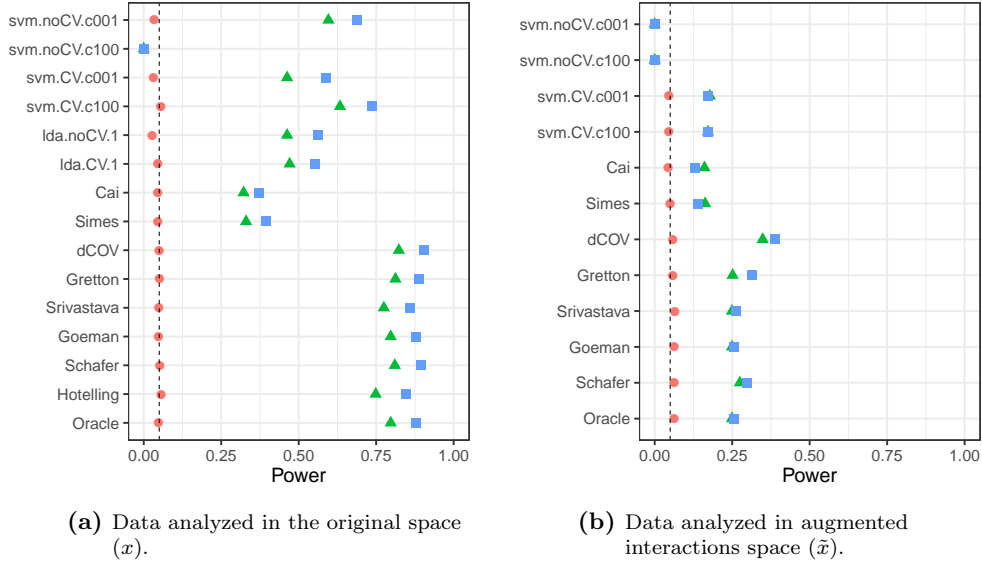 svm.noCV.c001
svm.noCV.c100
svm.CV.c001
svm.CV.c100
lda.noCV.1
lda.CV.1
Cai
Simes
dCOV
Gretton
Srivastava
Goeman
Schafer
Hotelling
Oracle
0.00 0.25 0.50 0.75 1.00
Power
(a) Data analyzed in the original space
(x).
svm.noCV.c001
svm.noCV.c100
svm.CV.c001
svm.CV.c100
Cai
Simes
dCOV
Gretton
Srivastava
Goeman
Schafer
Oracle
0.00 0.25 0.50 0.75 1.00
Power
(b) Data analyzed in augmented
interactions space (x̃).